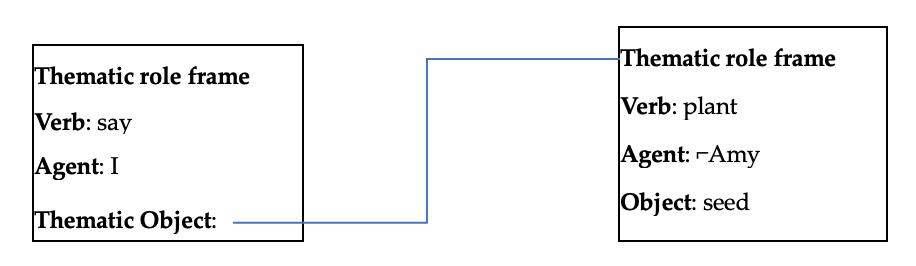 Thematic role frame
Verb: say
Agent: I
Thematic Object:
Thematic role frame
Verb: plant
Agent: ⌐Amy
Object: seed